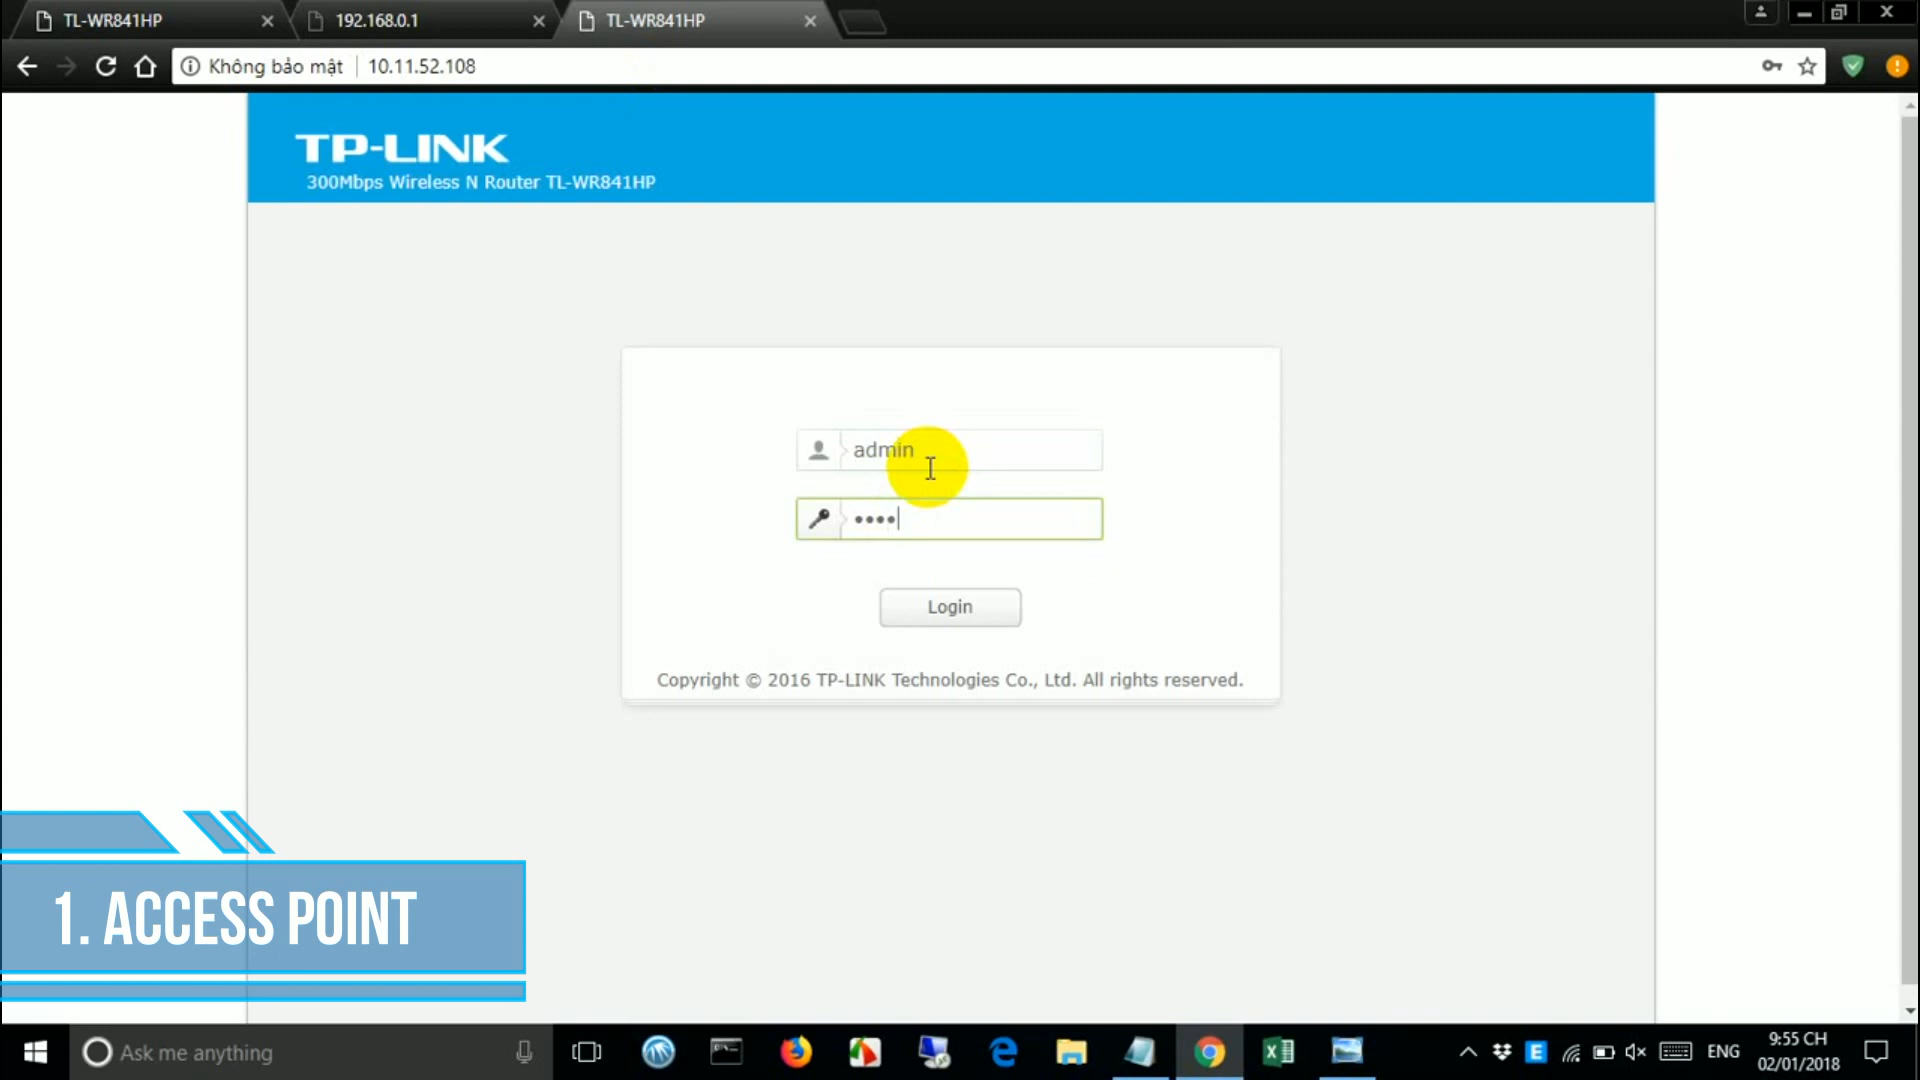 TL-WR841HP
192.168.0.1
TL-WR841HP
Không bảo mật
10.11.52.108
TP-LINK
300Mbps Wireless N Router TL-WR841HP
admin
••••
Login
Copyright © 2016 TP-LINK Technologies Co., Ltd. All rights reserved.
1. ACCESS POINT
Ask me anything
E
ENG
9:55 CH
02/01/2018